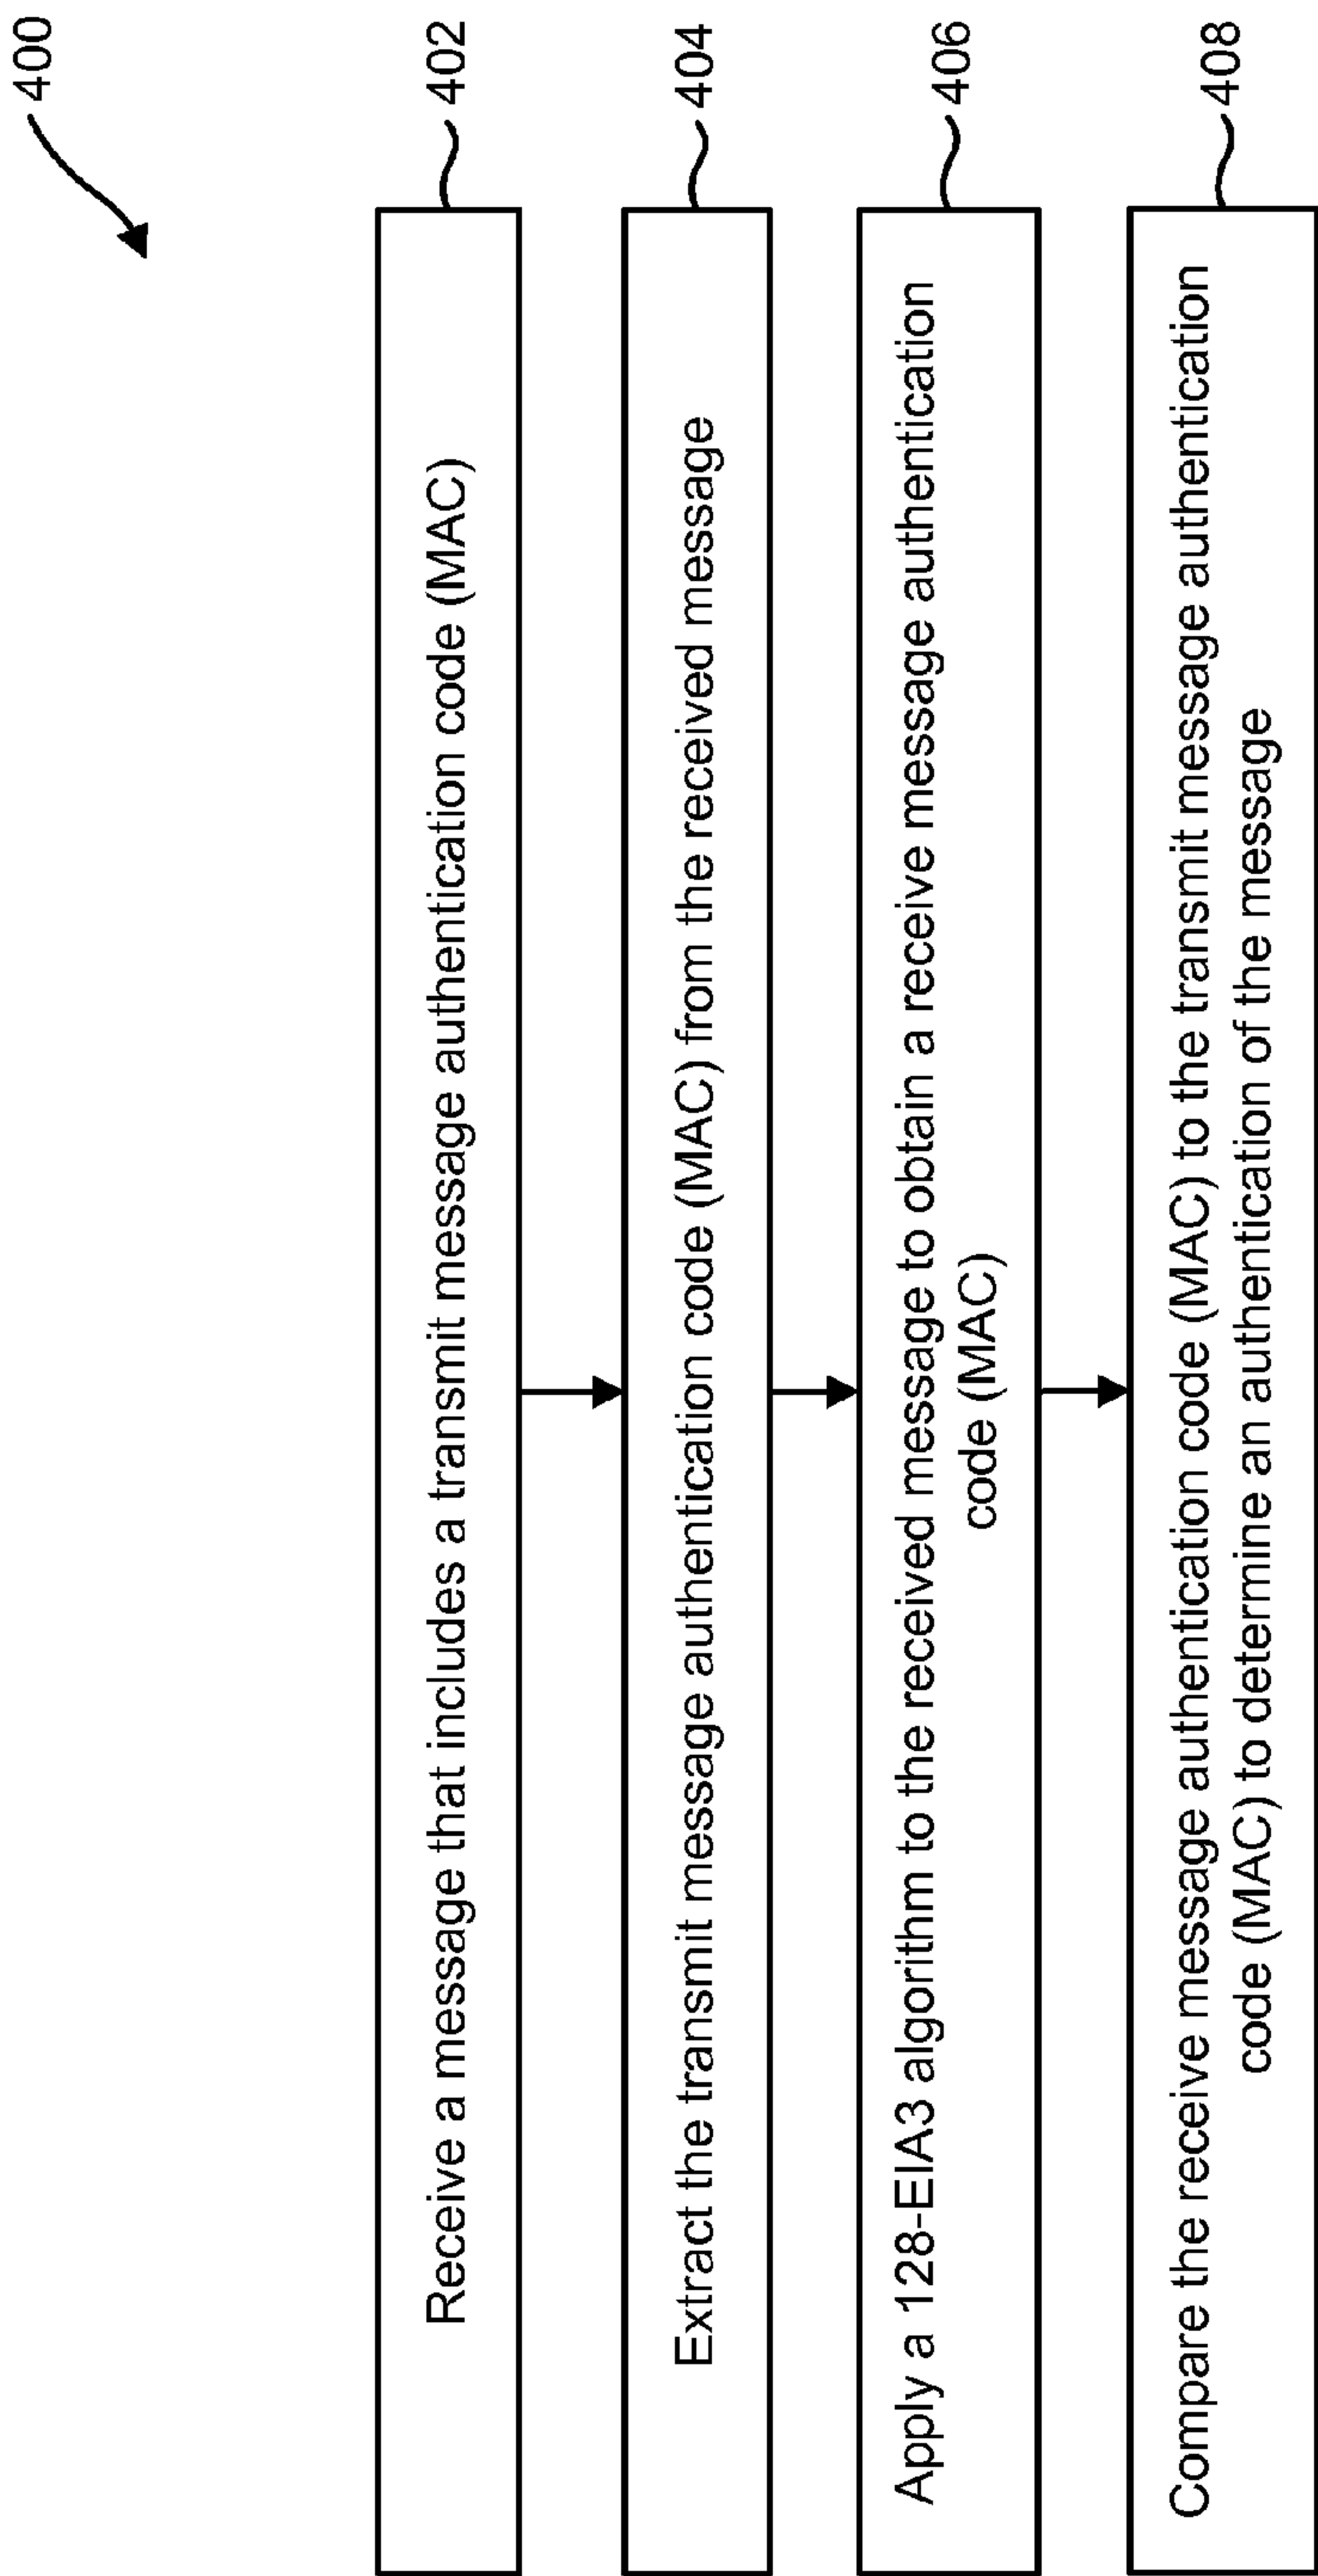 400
Receive a message that includes a transmit message authentication code (MAC)
402
Extract the transmit message authentication code (MAC) from the received message
404
Apply a 128-EIA3 algorithm to the received message to obtain a receive message authentication
code (MAC)
406
Compare the receive message authentication code (MAC) to the transmit message authentication
code (MAC) to determine an authentication of the message
408